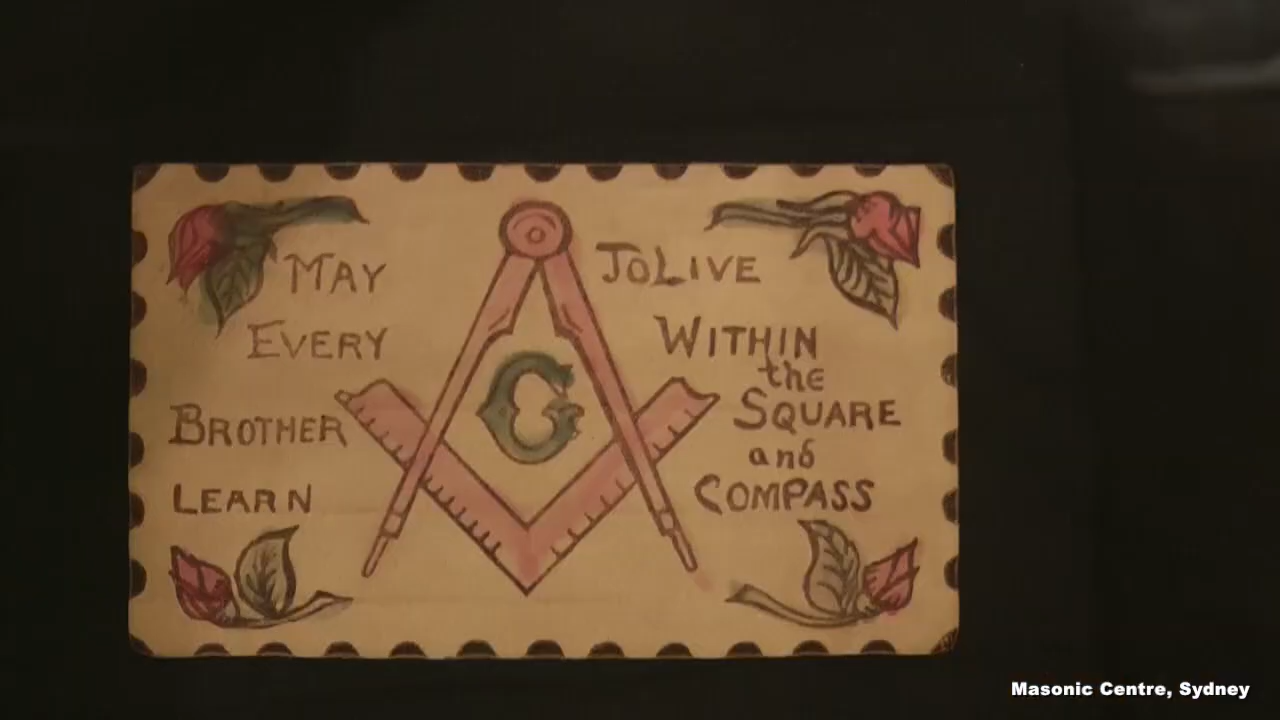 MAY
EVERY
BROTHER
LEARN
G
TO LIVE
WITHIN
the
SQUARE
and
COMPASS
Masonic Centre, Sydney